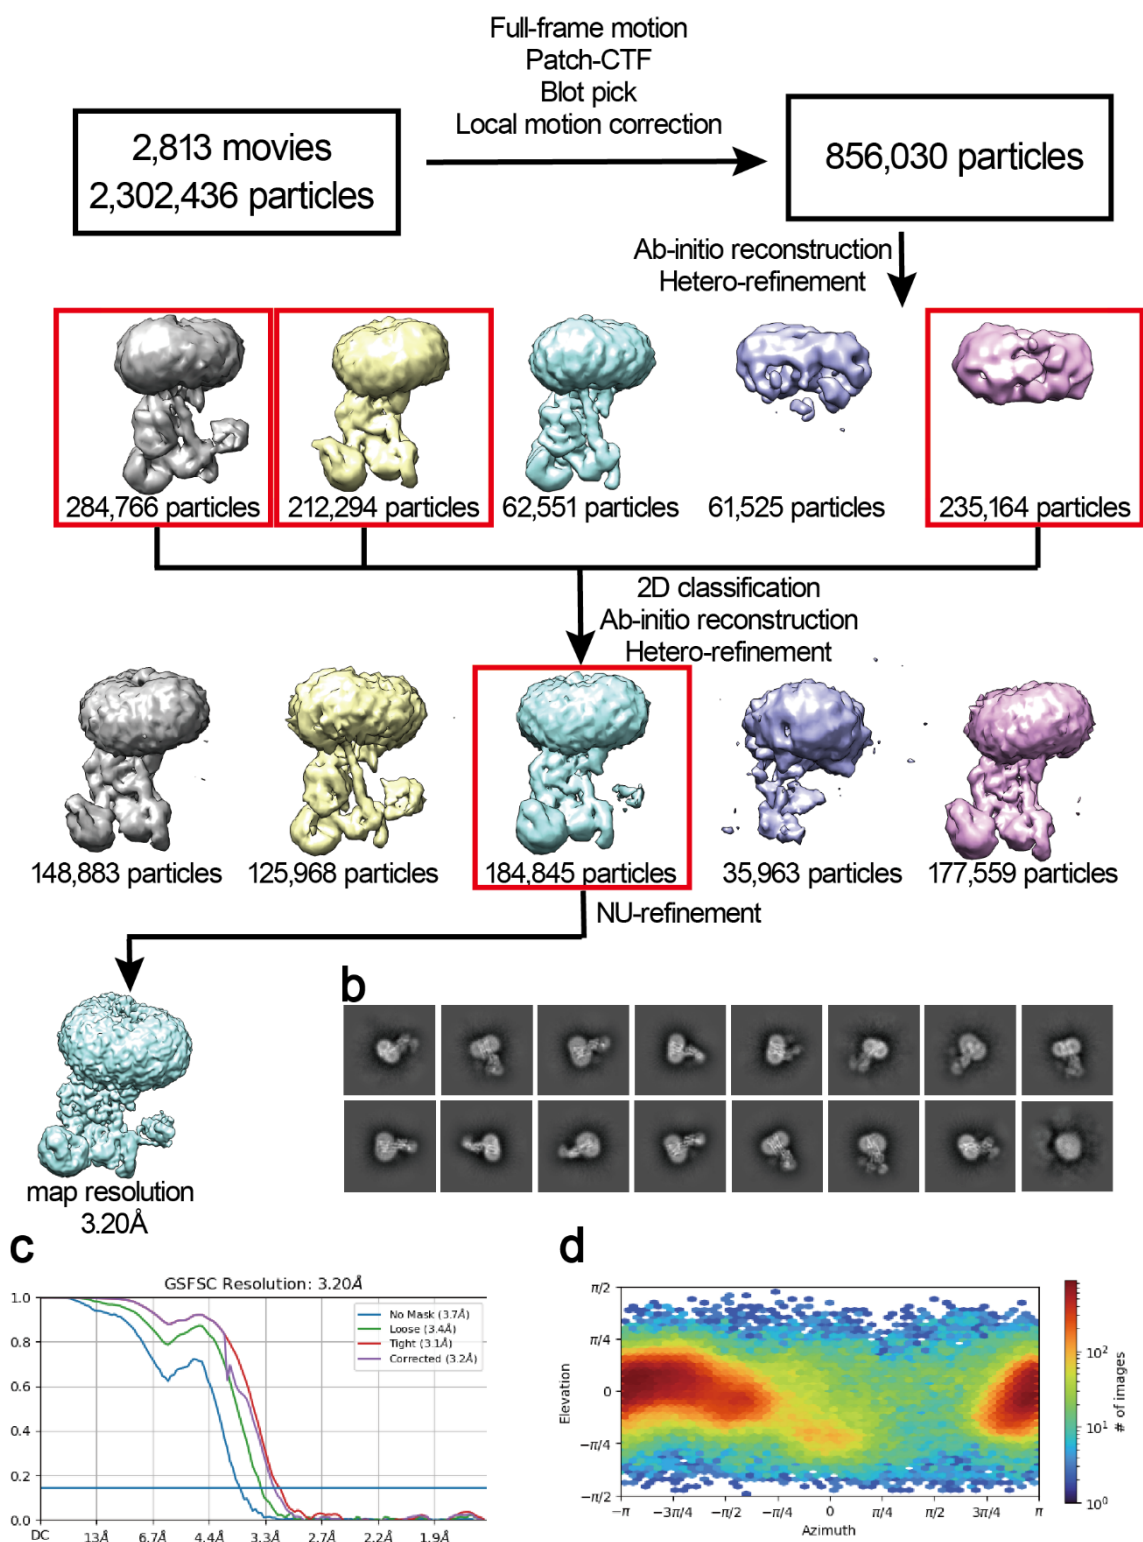 Full-frame motion
Patch-CTF
Blot pick
Local motion correction
2,813 movies
2,302,436 particles
856,030 particles
Ab-initio reconstruction
Hetero-refinement
284,766 particles
212,294 particles
62,551 particles
61,525 particles
235,164 particles
2D classification
Ab-initio reconstruction
Hetero-refinement
148,883 particles
125,968 particles
184,845 particles
35,963 particles
177,559 particles
NU-refinement
map resolution
3.20Å
b
c
GSFSC Resolution: 3.20Å
No Mask (3.7Å)
Loose (3.4Å)
Tight (3.1Å)
Corrected (3.2Å)
1.0
0.8
0.6
0.4
0.2
0.0
DC 13Å 6.7Å 4.4Å 3.3Å 2.7Å 2.2Å 1.9Å
d
π/2
π/4
0
−π/4
−π/2
Elevation
−π −3π/4 −π/2 −π/4 0 π/4 π/2 3π/4 π
Azimuth
10²
10¹
10⁰
# of images